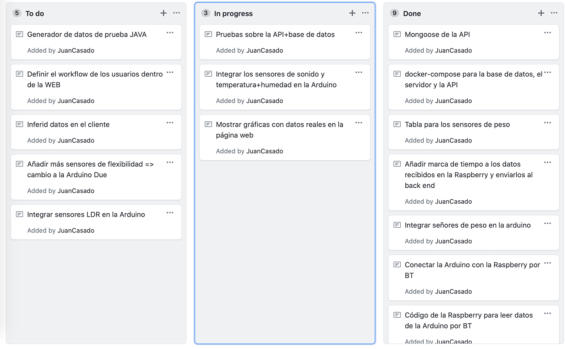 5 To do
Generador de datos de prueba JAVA
Added by JuanCasado
Definir el workflow de los usuarios dentro
de la WEB
Added by JuanCasado
Inferid datos en el cliente
Added by JuanCasado
Añadir más sensores de flexibilidad =>
cambio a la Arduino Due
Added by JuanCasado
Integrar sensores LDR en la Arduino
Added by JuanCasado
3 In progress
Pruebas sobre la API+base de datos
Added by JuanCasado
Integrar los sensores de sonido y
temperatura+humedad en la Arduino
Added by JuanCasado
Mostrar gráficas con datos reales en la
página web
Added by JuanCasado
9 Done
Mongoose de la API
Added by JuanCasado
docker-compose para la base de datos, el
servidor y la API
Added by JuanCasado
Tabla para los sensores de peso
Added by JuanCasado
Añadir marca de tiempo a los datos
recibidos en la Raspberry y enviarlos al
back end
Added by JuanCasado
Integrar señores de peso en la arduino
Added by JuanCasado
Conectar la Arduino con la Raspberry por
BT
Added by JuanCasado
Código de la Raspberry para leer datos
de la Arduino por BT
Added by JuanCasado